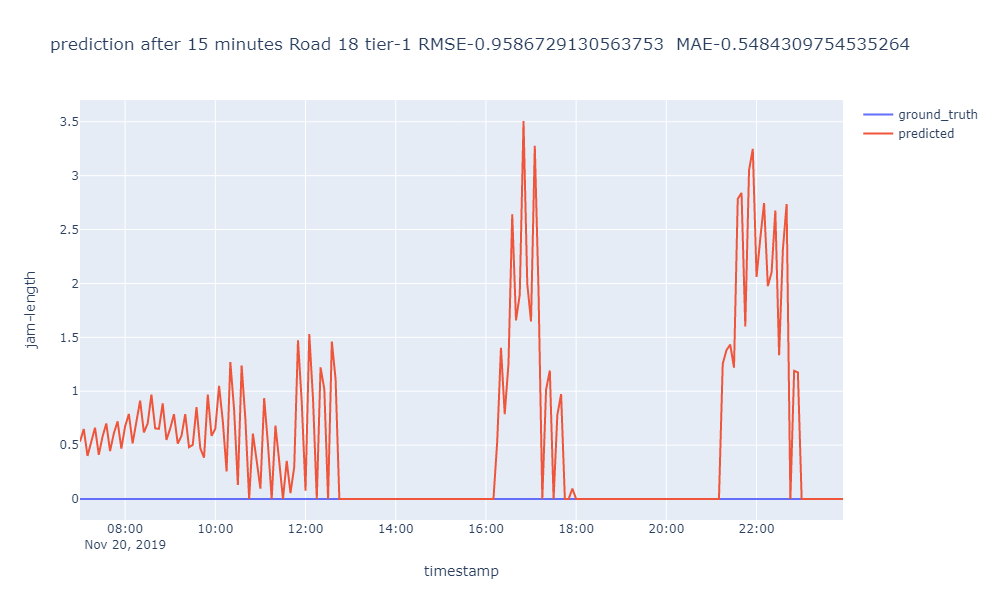 prediction after 15 minutes Road 18 tier-1 RMSE-0.9586729130563753  MAE-0.5484309754535264
ground_truth
predicted
3.5
3
2.5
2
1.5
1
0.5
0
jam-length
08:00 10:00 12:00 14:00 16:00 18:00 20:00 22:00
Nov 20, 2019
timestamp